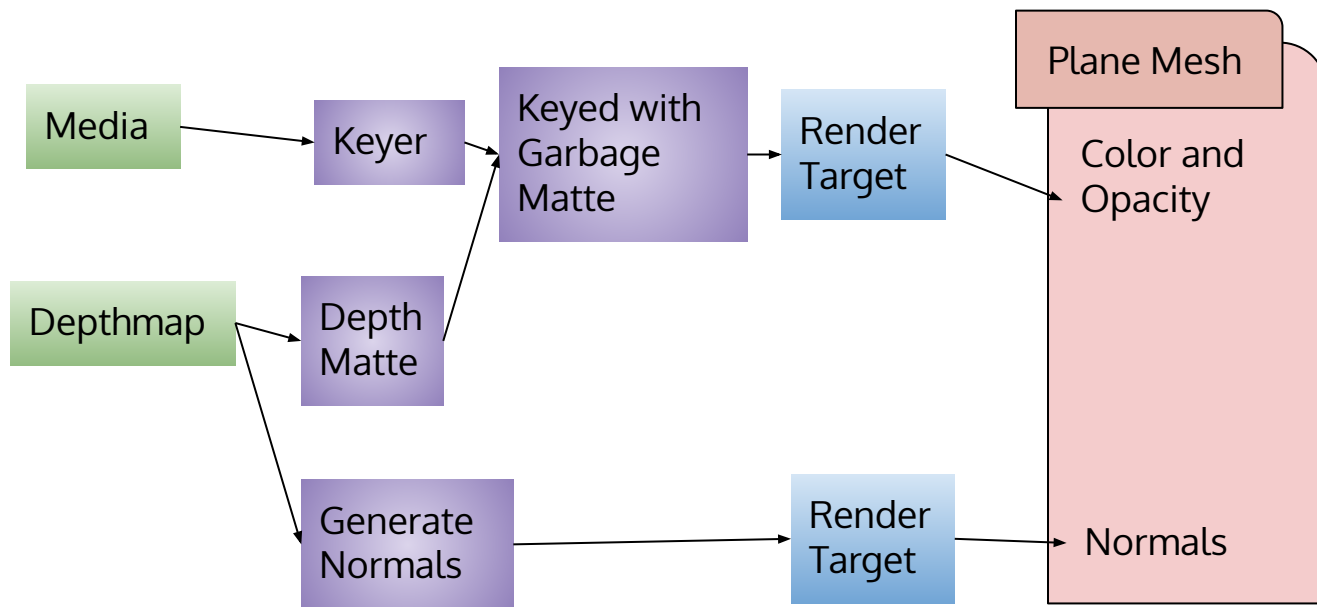 Plane Mesh
Media
Keyer
Keyed with
Garbage
Matte
Render
Target
Color and
Opacity
Depthmap
Depth
Matte
Generate
Normals
Render
Target
Normals